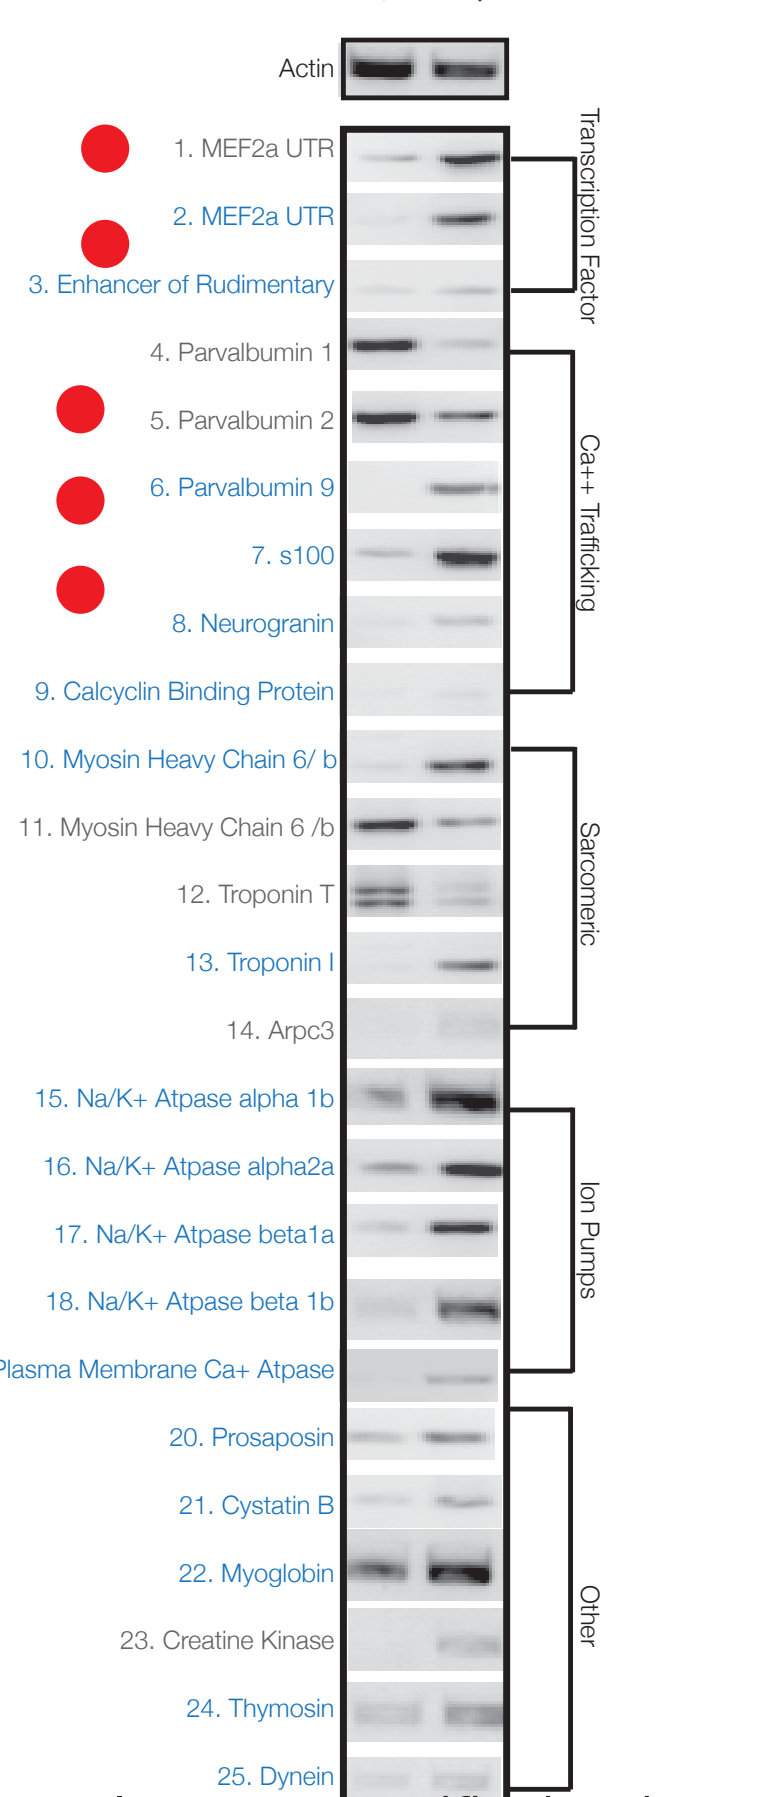 Actin
1. MEF2a UTR
2. MEF2a UTR
3. Enhancer of Rudimentary
Transcription Factor
4. Parvalbumin 1
5. Parvalbumin 2
6. Parvalbumin 9
7. s100
8. Neurogranin
9. Calcyclin Binding Protein
Ca++ Trafficking
10. Myosin Heavy Chain 6/ b
11. Myosin Heavy Chain 6 /b
12. Troponin T
13. Troponin I
14. Arpc3
Sarcomeric
15. Na/K+ Atpase alpha 1b
16. Na/K+ Atpase alpha2a
17. Na/K+ Atpase beta1a
18. Na/K+ Atpase beta 1b
Plasma Membrane Ca+ Atpase
Ion Pumps
20. Prosaposin
21. Cystatin B
22. Myoglobin
23. Creatine Kinase
24. Thymosin
25. Dynein
Other